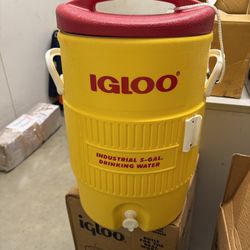 IGLOO
INDUSTRIAL 5-GAL.
DRINKING WATER
igloo